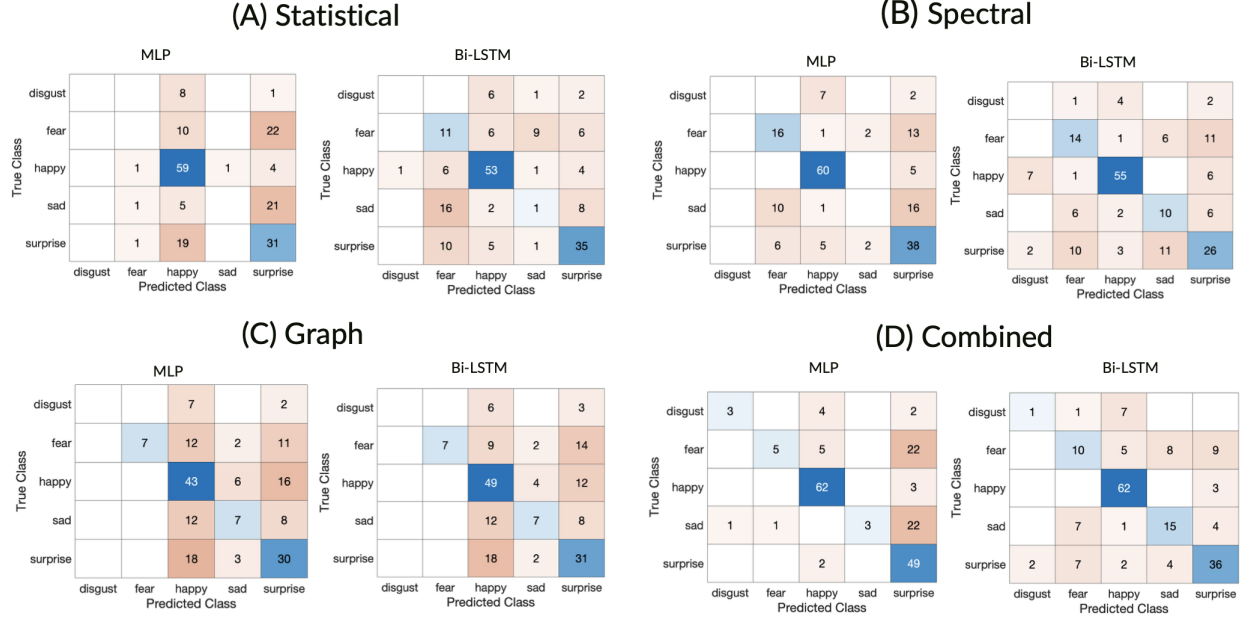 (A) Statistical
MLP
True Class
disgust 8 1
fear 10 22
happy 1 59 1 4
sad 1 5 21
surprise 1 19 31
disgust fear happy sad surprise
Predicted Class
Bi-LSTM
True Class
disgust 6 1 2
fear 11 6 9 6
happy 1 6 53 1 4
sad 16 2 1 8
surprise 10 5 1 35
disgust fear happy sad surprise
Predicted Class
(B) Spectral
MLP
True Class
disgust 7 2
fear 16 1 2 13
happy 60 5
sad 10 1 16
surprise 6 5 2 38
disgust fear happy sad surprise
Predicted Class
Bi-LSTM
True Class
disgust 1 4 2
fear 14 1 6 11
happy 7 1 55 6
sad 6 2 10 6
surprise 2 10 3 11 26
disgust fear happy sad surprise
Predicted Class
(C) Graph
MLP
True Class
disgust 7 2
fear 7 12 2 11
happy 43 6 16
sad 12 7 8
surprise 18 3 30
disgust fear happy sad surprise
Predicted Class
Bi-LSTM
True Class
disgust 6 3
fear 7 9 2 14
happy 49 4 12
sad 12 7 8
surprise 18 2 31
disgust fear happy sad surprise
Predicted Class
(D) Combined
MLP
True Class
disgust 3 4 2
fear 5 5 22
happy 62 3
sad 1 1 3 22
surprise 2 49
disgust fear happy sad surprise
Predicted Class
Bi-LSTM
True Class
disgust 1 1 7
fear 10 5 8 9
happy 62 3
sad 7 1 15 4
surprise 2 7 2 4 36
disgust fear happy sad surprise
Predicted Class